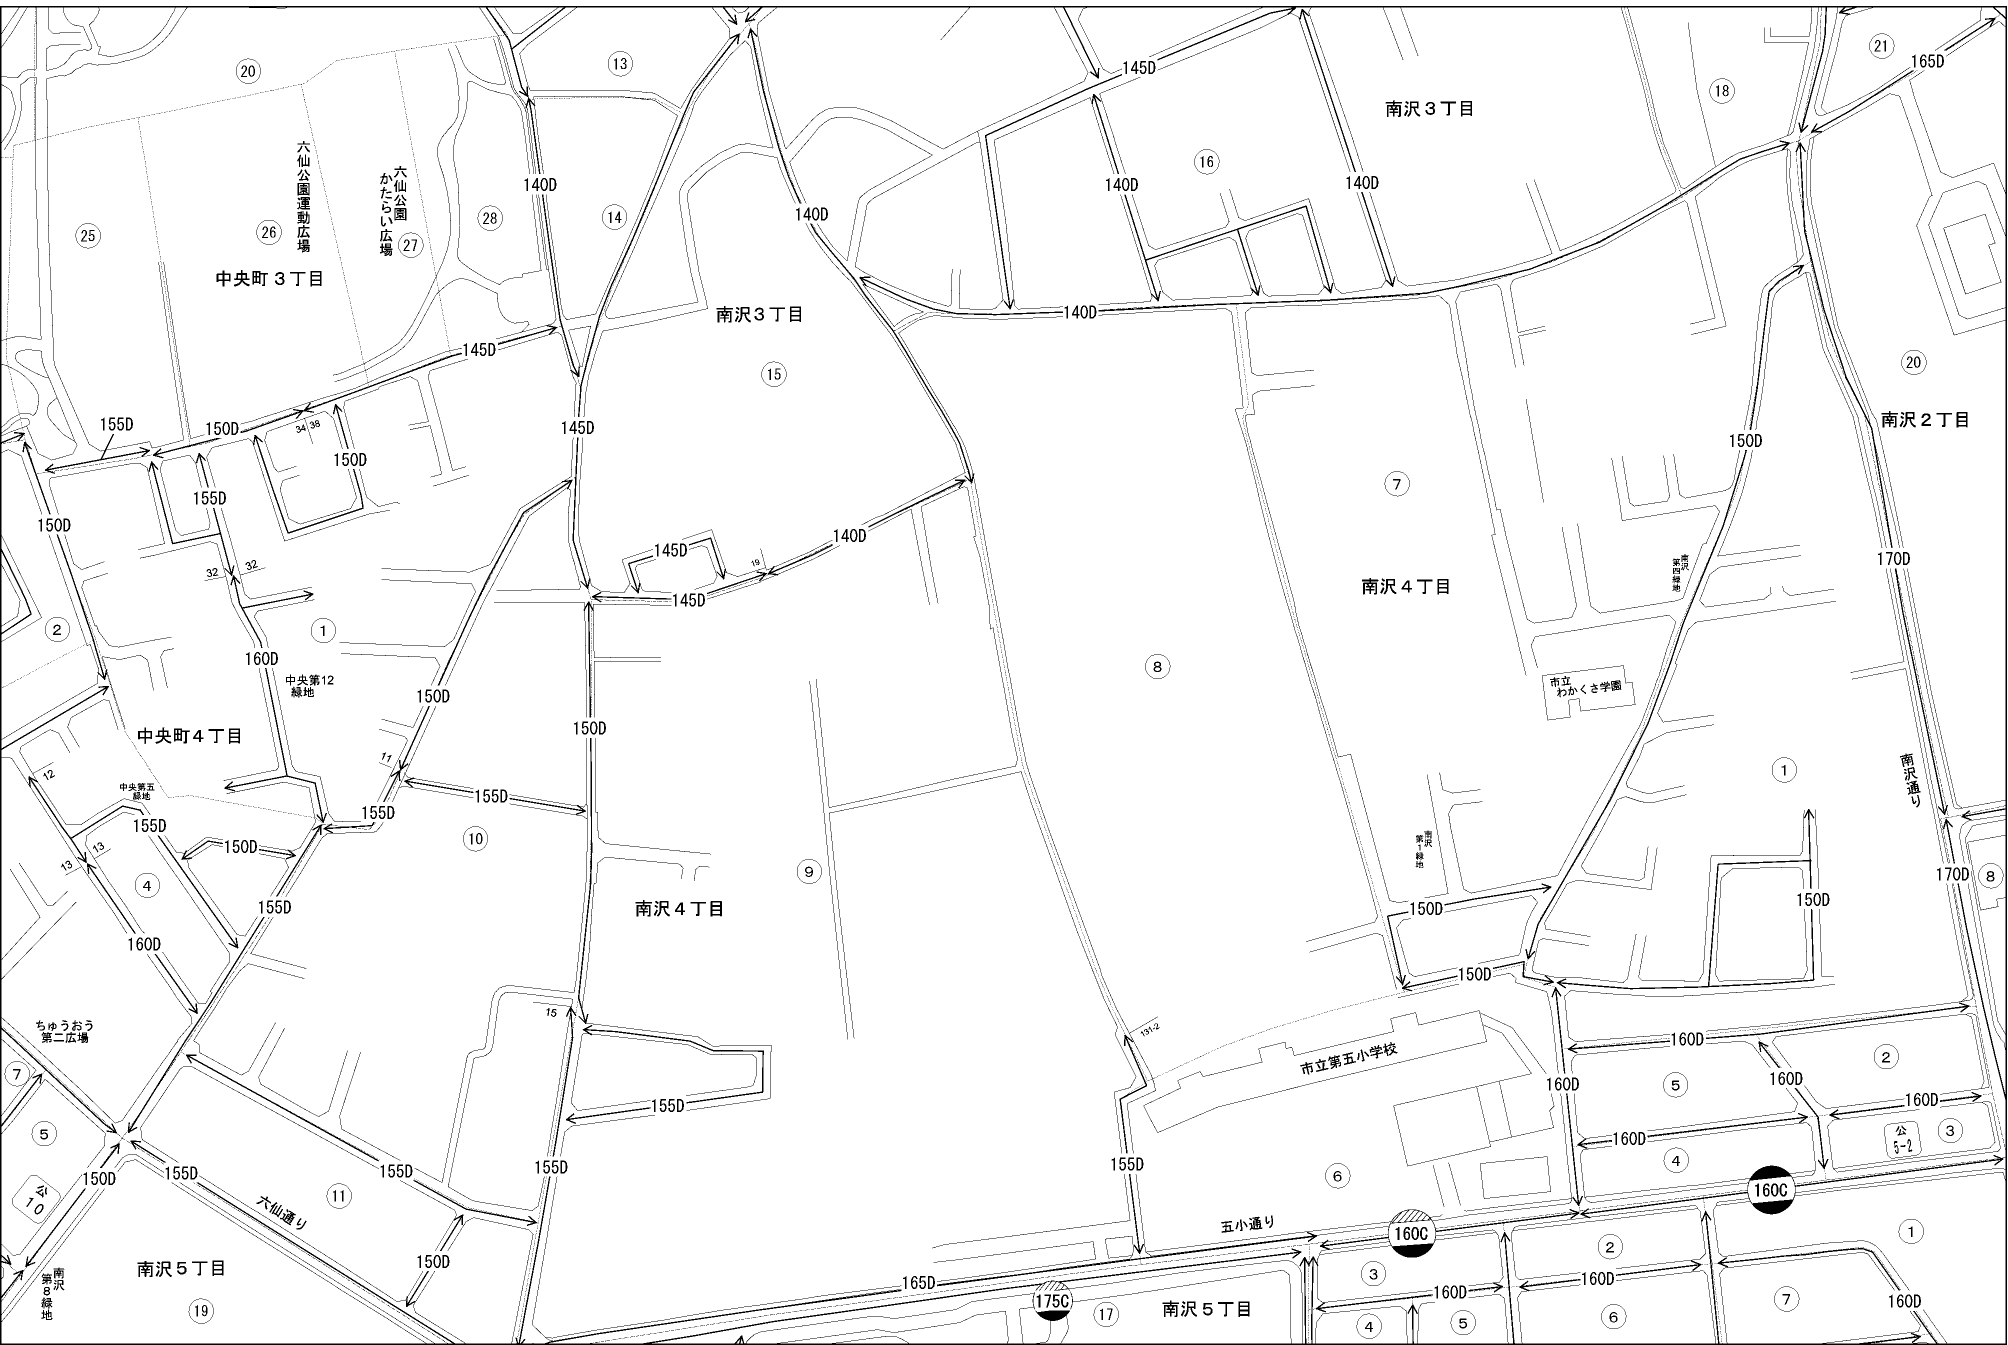 13
20
145D
南沢3丁目
18
21
165D
六仙公園運動広場
六仙公園
かたらい広場
25
26
27
28
140D
14
中央町3丁目
140D
16
140D
140D
南沢3丁目
140D
145D
15
155D
150D
34
38
150D
145D
20
南沢2丁目
150D
7
155D
150D
140D
145D
19
145D
32
32
南沢
第四緑地
南沢4丁目
170D
2
1
160D
中央第12
緑地
150D
150D
8
市立
わかくさ学園
中央町4丁目
12
中央第五
緑地
11
155D
155D
155D
150D
10
13
13
4
9
南沢
第1緑地
1
南沢通り
170D
8
155D
160D
南沢4丁目
150D
150D
150D
15
ちゅうおう
第二広場
131-2
市立第五小学校
160D
2
7
5
155D
160D
5
160D
160D
160D
公
5-2
3
4
5
公
10
150D
155D
155D
155D
11
六仙通り
155D
6
160C
五小通り
160C
1
2
南沢5丁目
南沢
第8緑地
19
150D
165D
175C
17
南沢5丁目
3
160D
160D
4
5
6
7
160D